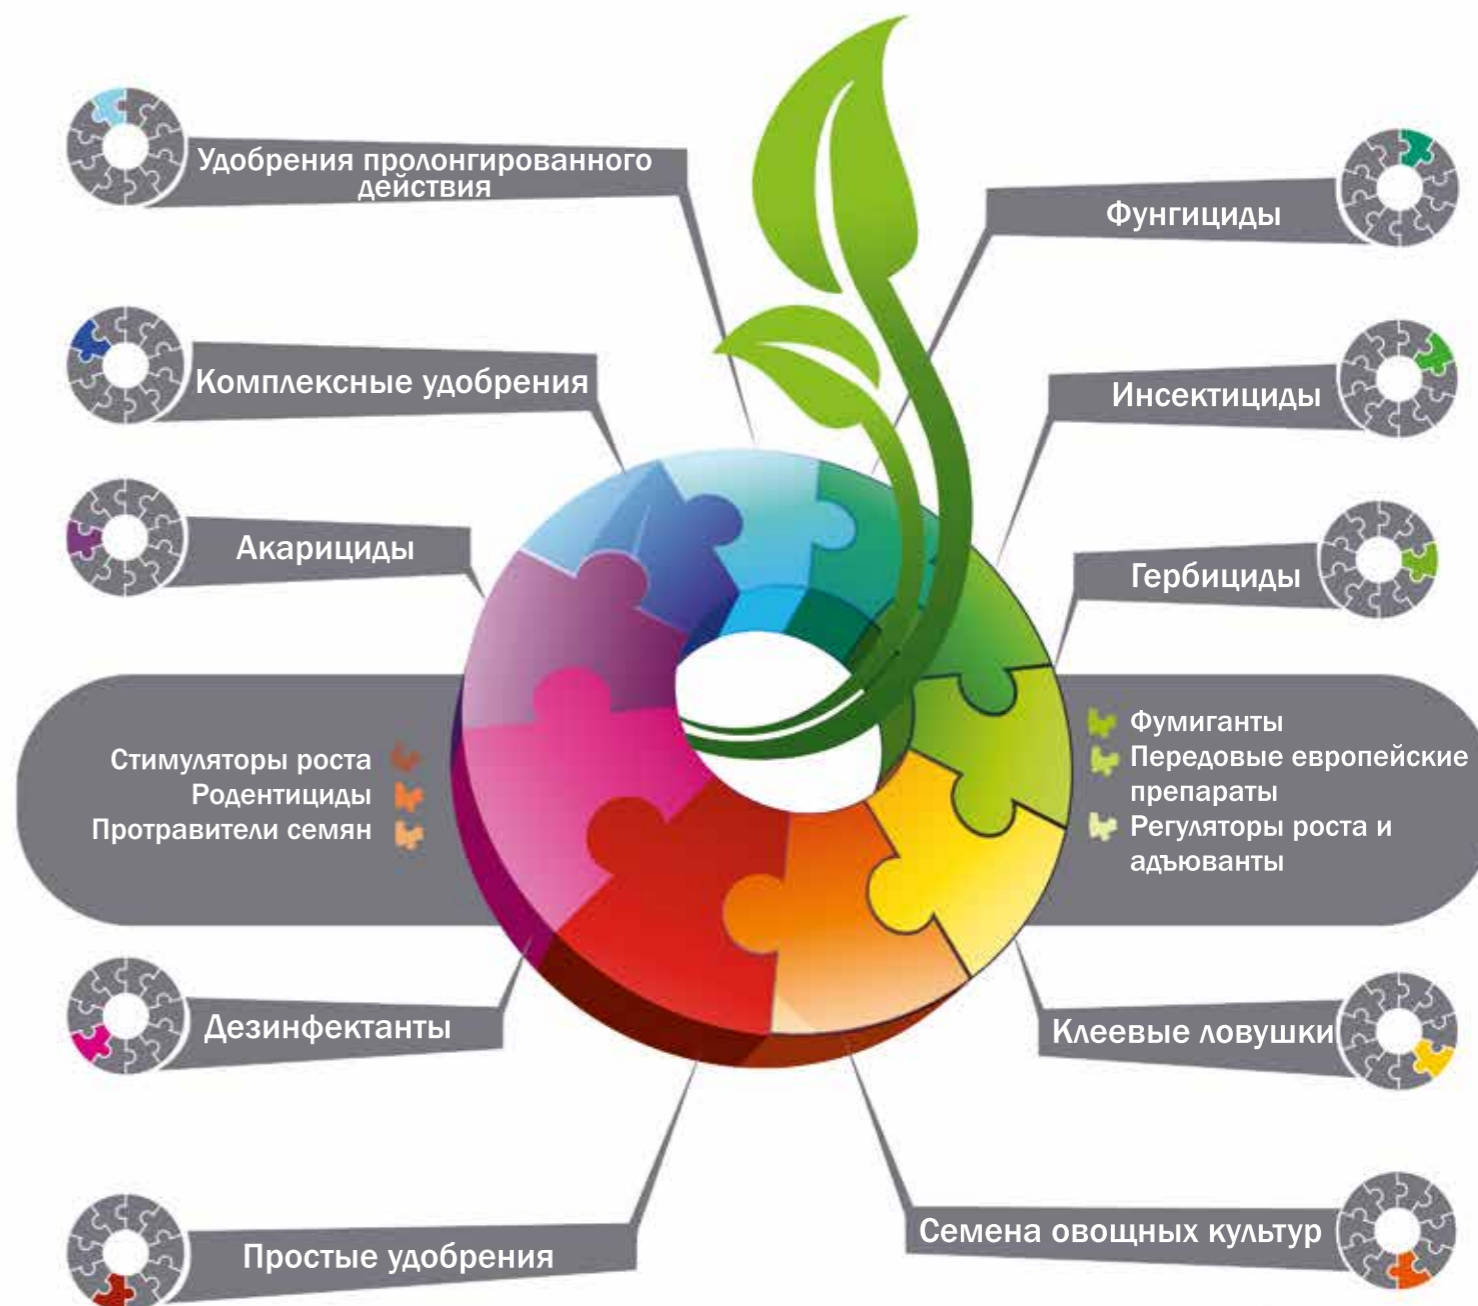 Удобрения пролонгированного
действия
Комплексные удобрения
Акарициды
Стимуляторы роста
Родентициды
Протравители семян
Дезинфектанты
Простые удобрения
Фунгициды
Инсектициды
Гербициды
Фумиганты
Передовые европейские
препараты
Регуляторы роста и
адъюванты
Клеевые ловушки
Семена овощных культур